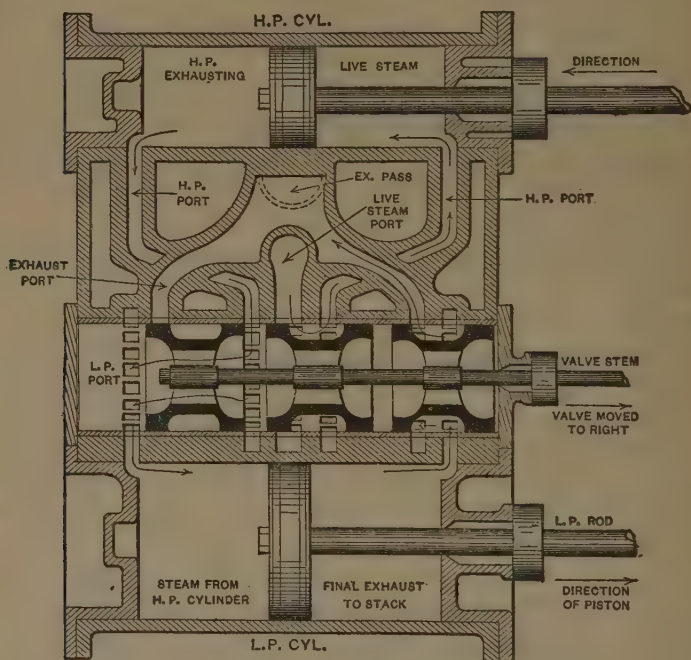 H.P. CYL.
H.P.
EXHAUSTING
LIVE STEAM
DIRECTION
EX. PASS
H.P.
PORT
LIVE
STEAM
PORT
H.P. PORT.
EXHAUST
PORT
L.P.
PORT
VALVE STEM
VALVE MOVED
TO RIGHT
L.P. ROD
STEAM FROM
H.P. CYLINDER
FINAL EXHAUST
TO STACK
DIRECTION
OF PISTON
L.P. CYL.